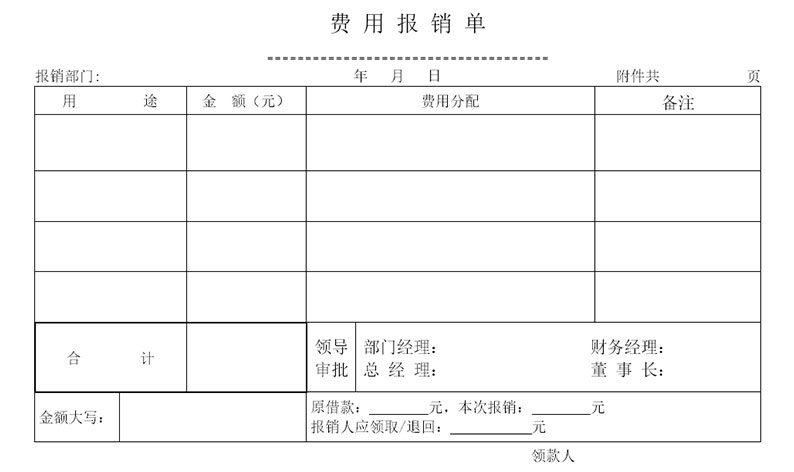 费 用 报 销 单
报销部门: 年 月 日 附件共 页
用 途 金 额（元） 费用分配 备注
合 计
领导审批
部门经理： 财务经理：
总 经 理： 董 事 长：
金额大写：
原借款：________元，本次报销：________元
报销人应领取/退回：___________元
领款人